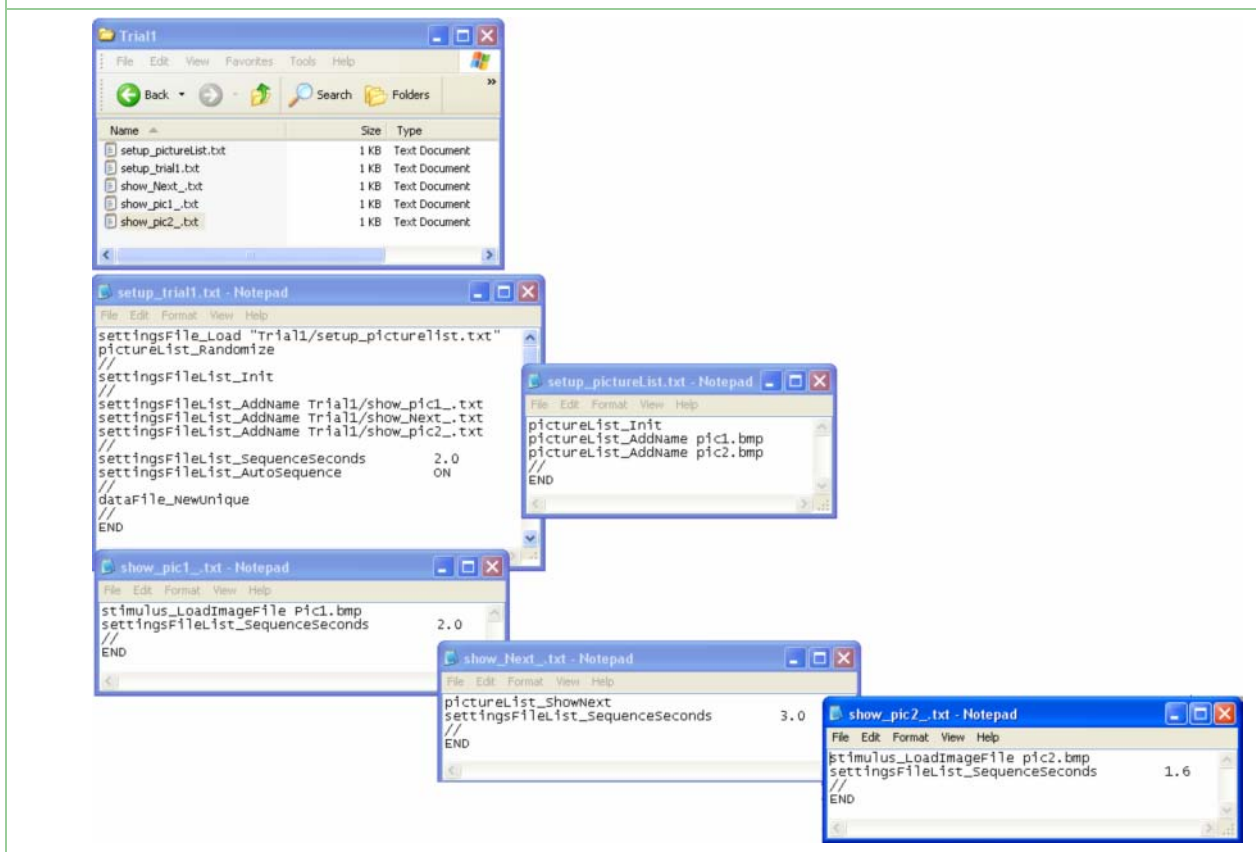 Trial1
File Edit View Favorites Tools Help
Back Search Folders »
Name Size Type
setup_pictureList.txt 1 KB Text Document
setup_trial1.txt 1 KB Text Document
show_Next_.txt 1 KB Text Document
show_pic1_.txt 1 KB Text Document
show_pic2_.txt 1 KB Text Document
setup_trial1.txt - Notepad
File Edit Format View Help
settingsFile_Load "Trial1/setup_picturelist.txt"
pictureList_Randomize
//
settingsFileList_Init
//
settingsFileList_AddName Trial1/show_pic1_.txt
settingsFileList_AddName Trial1/show_Next_.txt
settingsFileList_AddName Trial1/show_pic2_.txt
//
settingsFileList_SequenceSeconds 2.0
settingsFileList_AutoSequence ON
//
dataFile_NewUnique
//
END
setup_pictureList.txt - Notepad
File Edit Format View Help
pictureList_Init
pictureList_AddName pic1.bmp
pictureList_AddName pic2.bmp
//
END
show_pic1_.txt - Notepad
File Edit Format View Help
stimulus_LoadImageFile Pic1.bmp
settingsFileList_SequenceSeconds 2.0
//
END
show_Next_.txt - Notepad
File Edit Format View Help
pictureList_ShowNext
settingsFileList_SequenceSeconds 3.0
//
END
show_pic2_.txt - Notepad
File Edit Format View Help
stimulus_LoadImageFile pic2.bmp
settingsFileList_SequenceSeconds 1.6
//
END